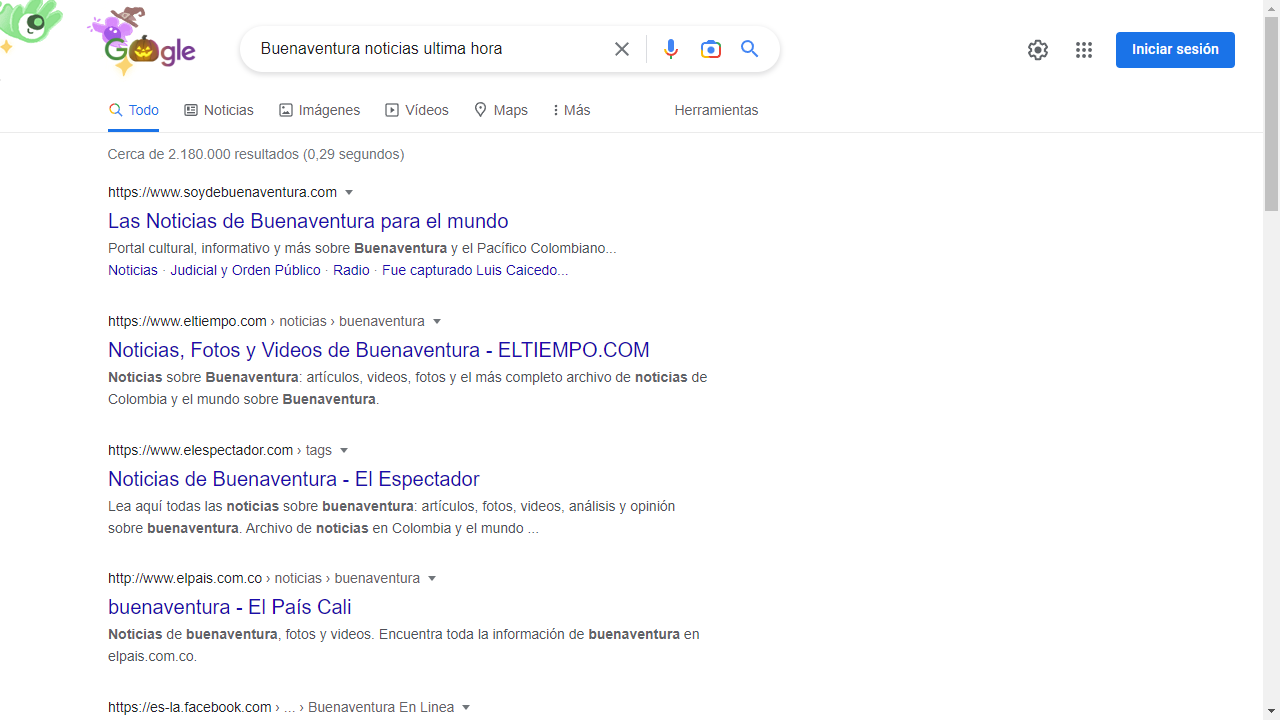 Google
Buenaventura noticias ultima hora
Iniciar sesión
Todo
Noticias
Imágenes
Vídeos
Maps
Más
Herramientas
Cerca de 2.180.000 resultados (0,29 segundos)
https://www.soydebuenaventura.com
Las Noticias de Buenaventura para el mundo
Portal cultural, informativo y más sobre Buenaventura y el Pacífico Colombiano...
Noticias · Judicial y Orden Público · Radio · Fue capturado Luis Caicedo...
https://www.eltiempo.com › noticias › buenaventura
Noticias, Fotos y Videos de Buenaventura - ELTIEMPO.COM
Noticias sobre Buenaventura: artículos, videos, fotos y el más completo archivo de noticias de
Colombia y el mundo sobre Buenaventura.
https://www.elespectador.com › tags
Noticias de Buenaventura - El Espectador
Lea aquí todas las noticias sobre buenaventura: artículos, fotos, videos, análisis y opinión
sobre buenaventura. Archivo de noticias en Colombia y el mundo ...
http://www.elpais.com.co › noticias › buenaventura
buenaventura - El País Cali
Noticias de buenaventura, fotos y videos. Encuentra toda la información de buenaventura en
elpais.com.co.
https://es-la.facebook.com › ... › Buenaventura En Linea